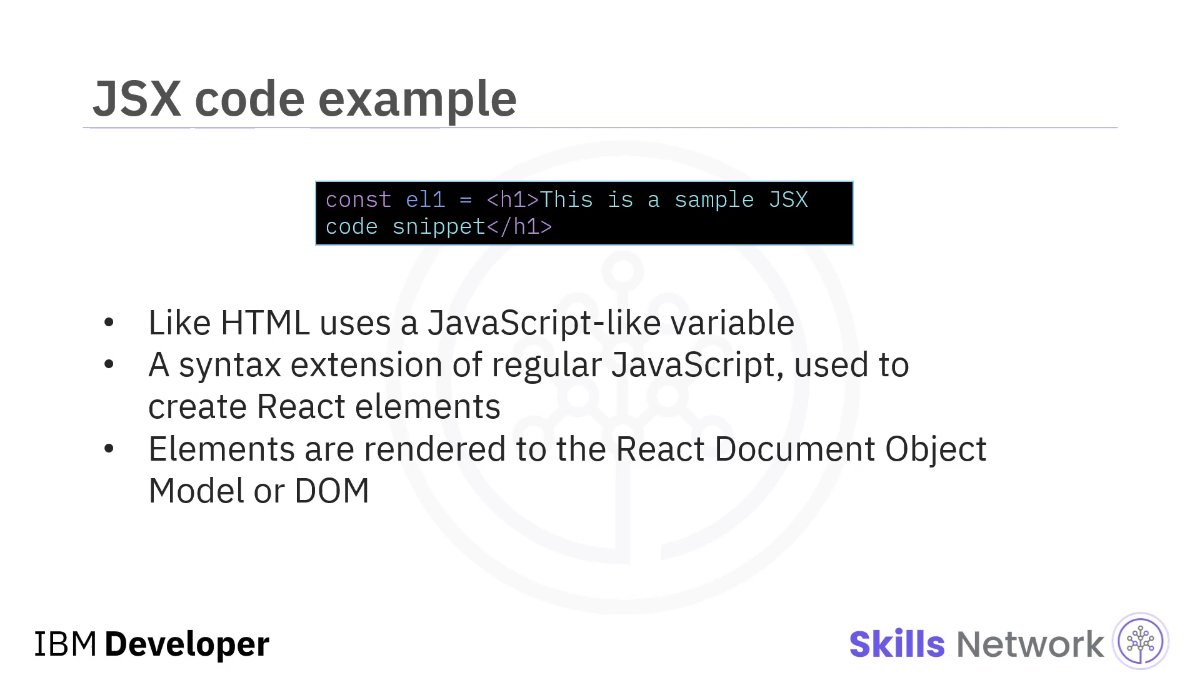 JSX code example
const el1 = <h1>This is a sample JSX
code snippet</h1>
• Like HTML uses a JavaScript-like variable
• A syntax extension of regular JavaScript, used to
create React elements
• Elements are rendered to the React Document Object
Model or DOM
IBM Developer
Skills Network